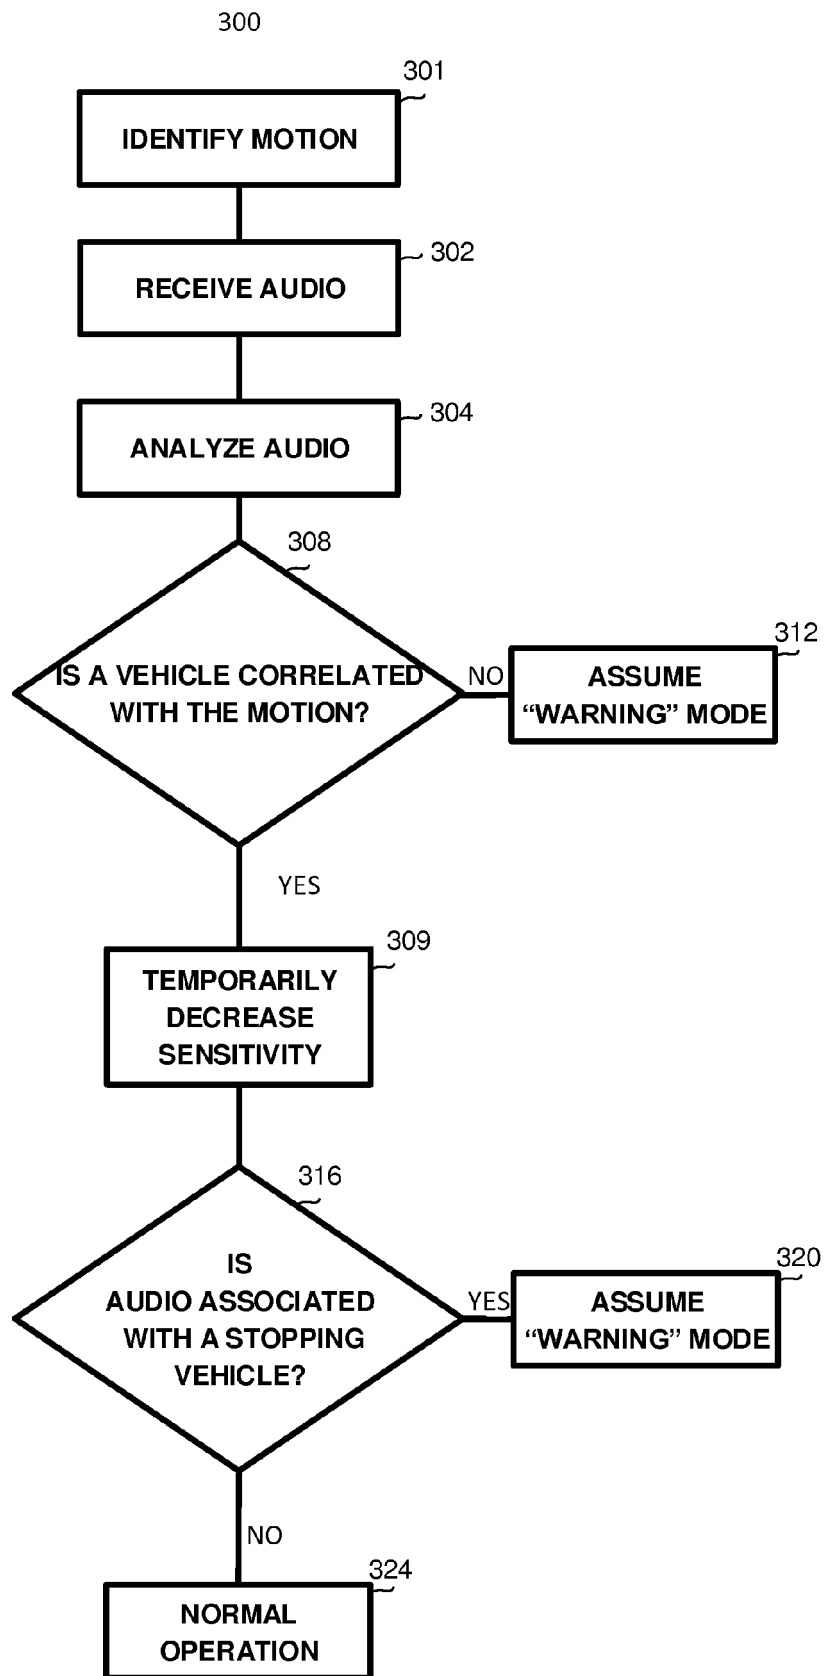 300
301
IDENTIFY MOTION
302
RECEIVE AUDIO
304
ANALYZE AUDIO
308
IS A VEHICLE CORRELATED
WITH THE MOTION?
NO
312
ASSUME
“WARNING” MODE
YES
309
TEMPORARILY
DECREASE
SENSITIVITY
316
IS
AUDIO ASSOCIATED
WITH A STOPPING
VEHICLE?
YES
320
ASSUME
“WARNING” MODE
NO
324
NORMAL
OPERATION